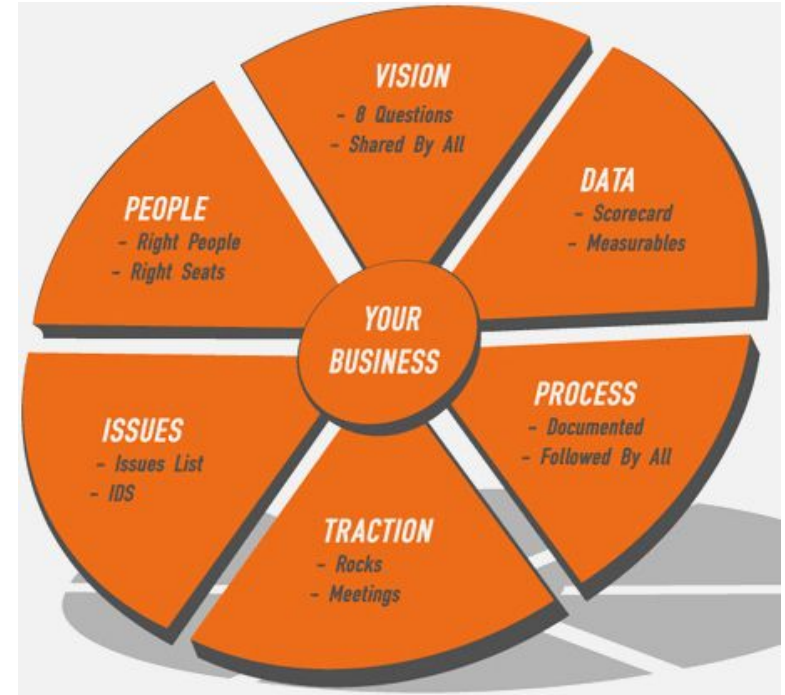 VISION
- 8 Questions
- Shared By All
DATA
- Scorecard
- Measurables
PEOPLE
- Right People
- Right Seats
YOUR
BUSINESS
PROCESS
- Documented
- Followed By All
ISSUES
- Issues List
- IDS
TRACTION
- Rocks
- Meetings